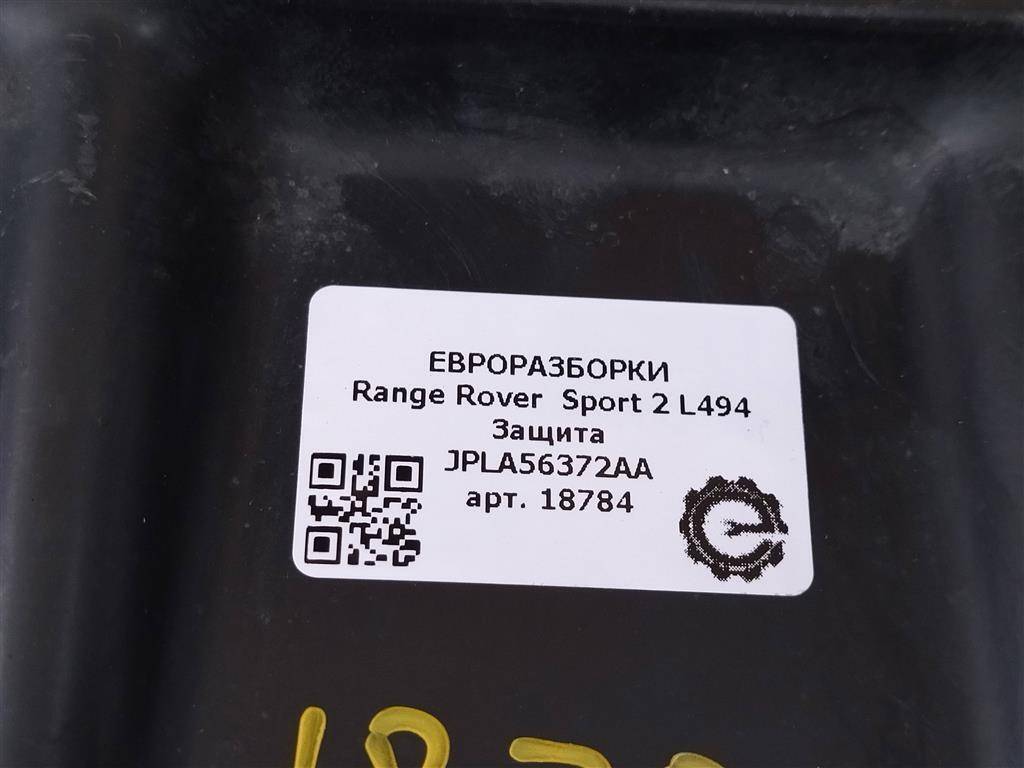 ЕВРОРАЗБОРКИ
Range Rover Sport 2 L494
Защита
JPLA56372AA
арт. 18784